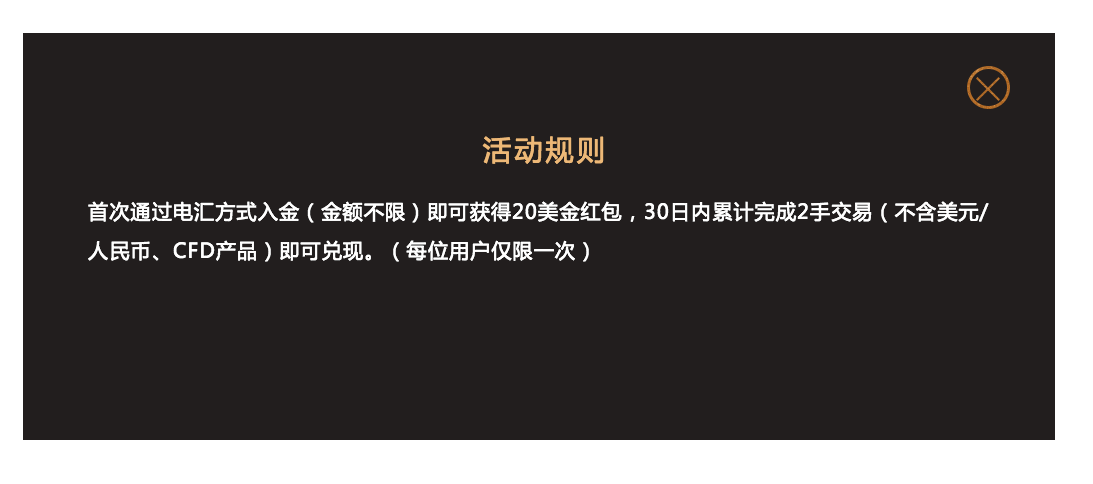 活动规则
首次通过电汇方式入金（金额不限）即可获得20美金红包，30日内累计完成2手交易（不含美元/
人民币、CFD产品）即可兑现。（每位用户仅限一次）